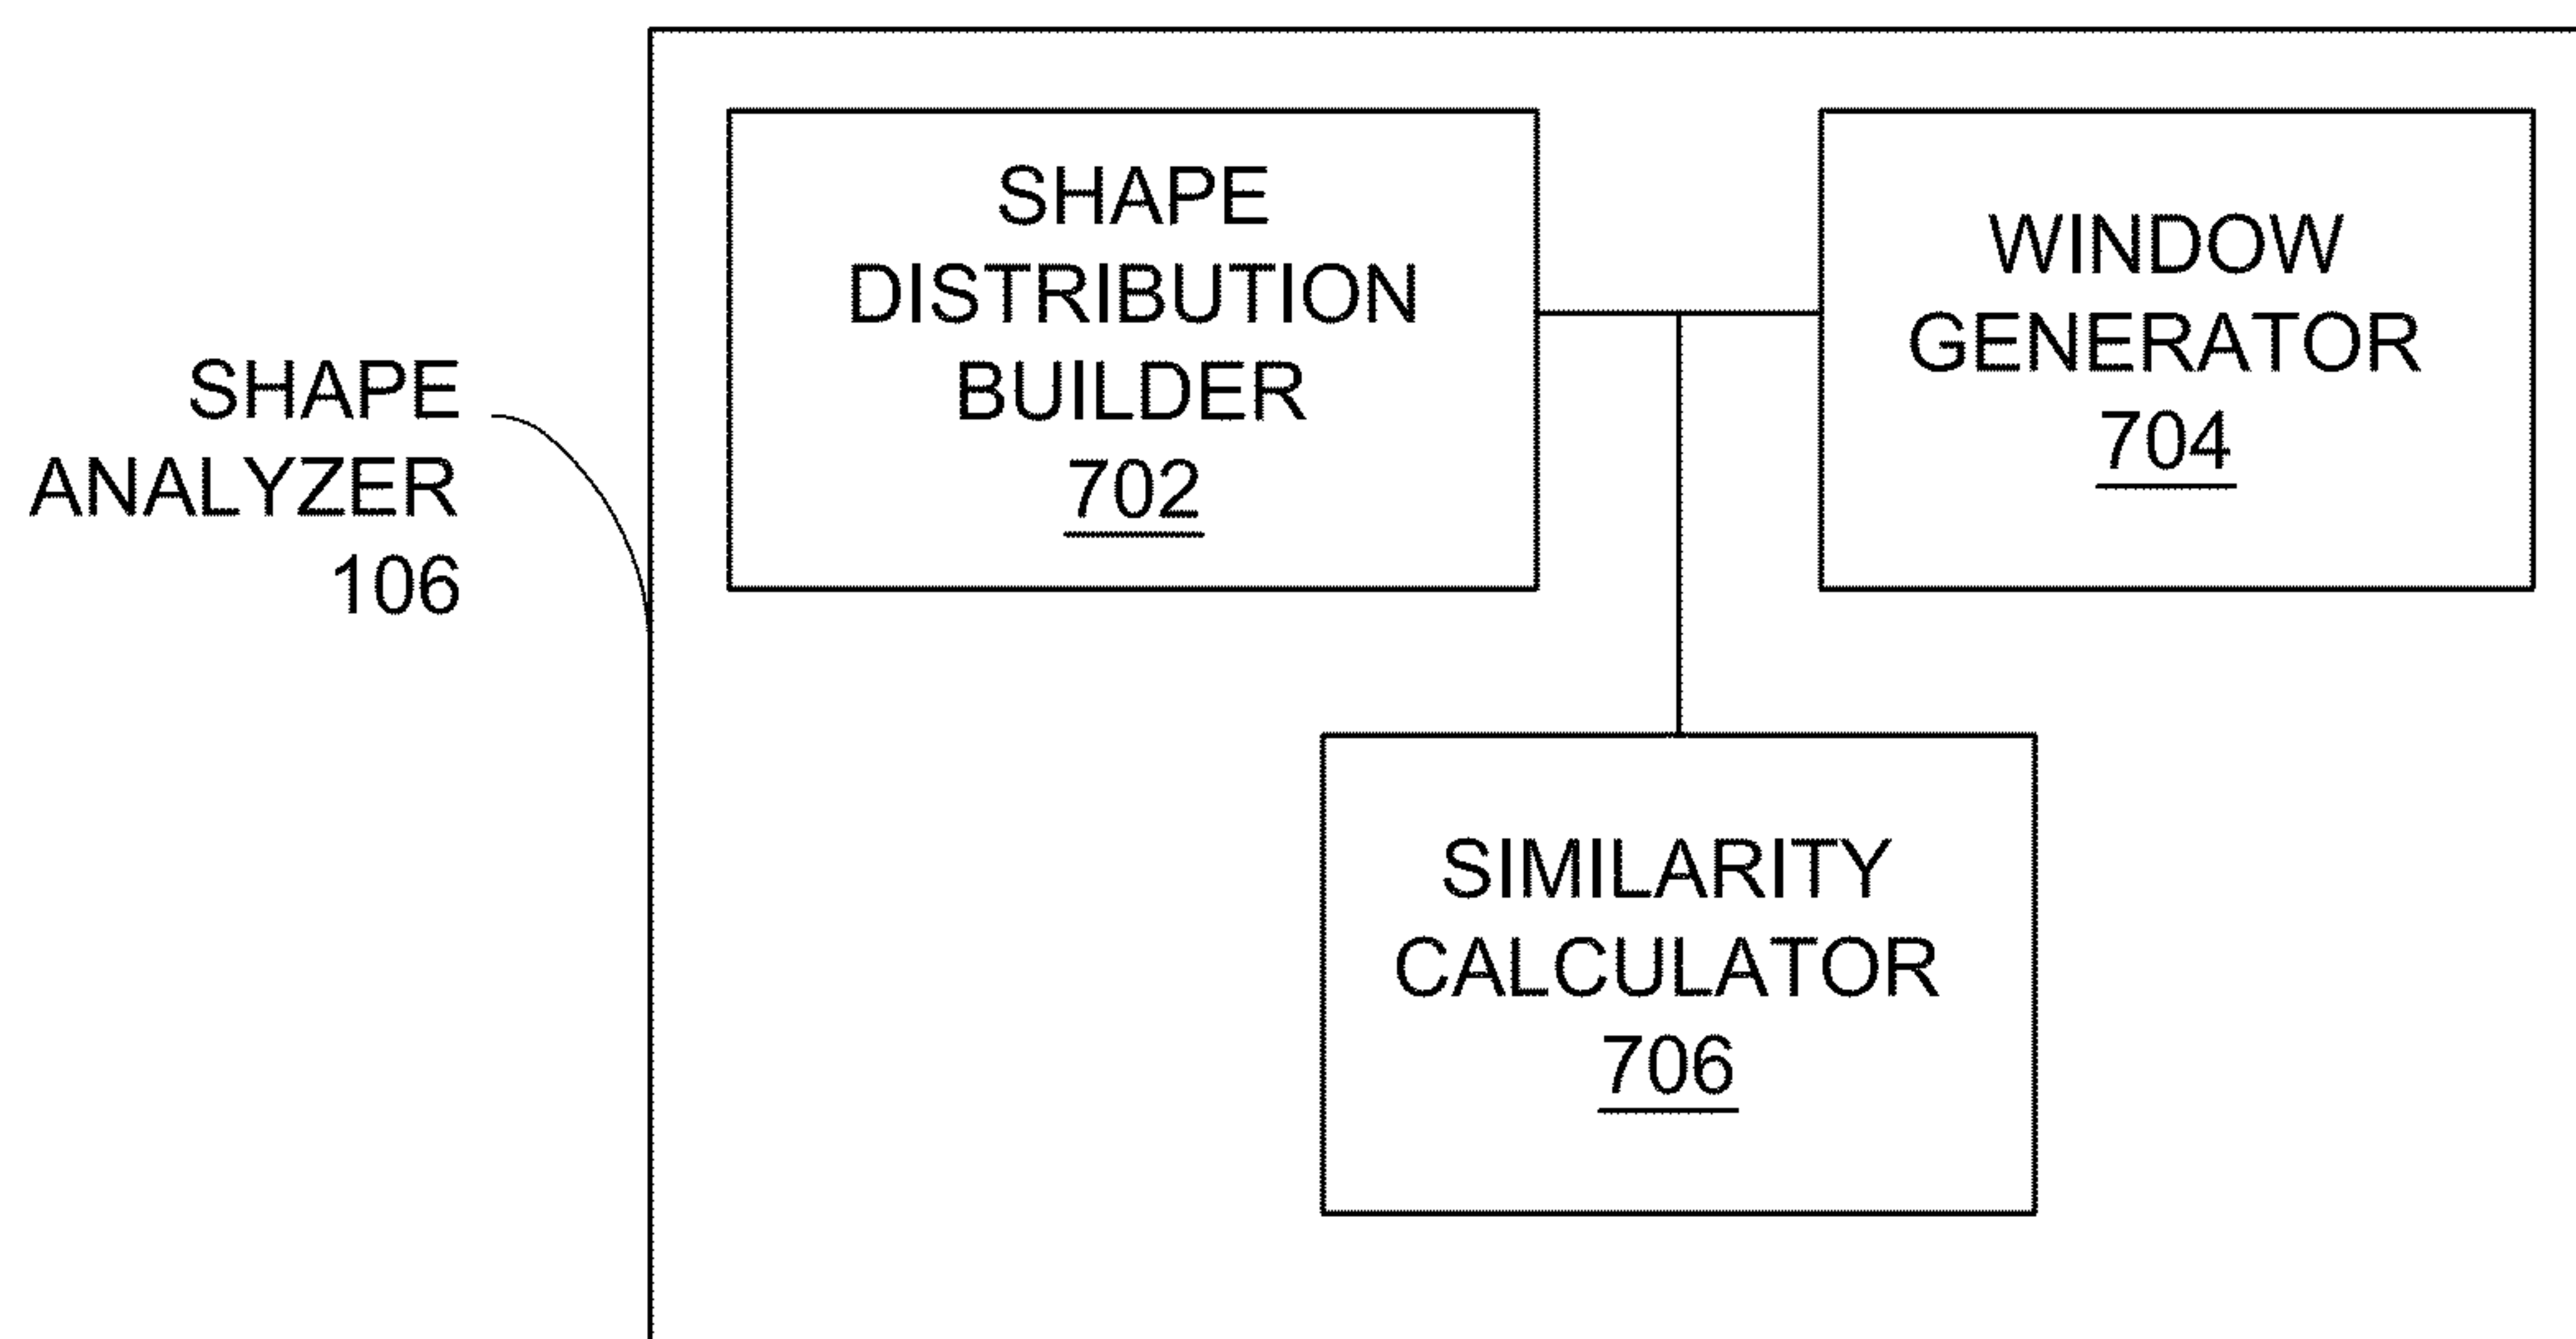 SHAPE
ANALYZER
106
SHAPE
DISTRIBUTION
BUILDER
702
WINDOW
GENERATOR
704
SIMILARITY
CALCULATOR
706